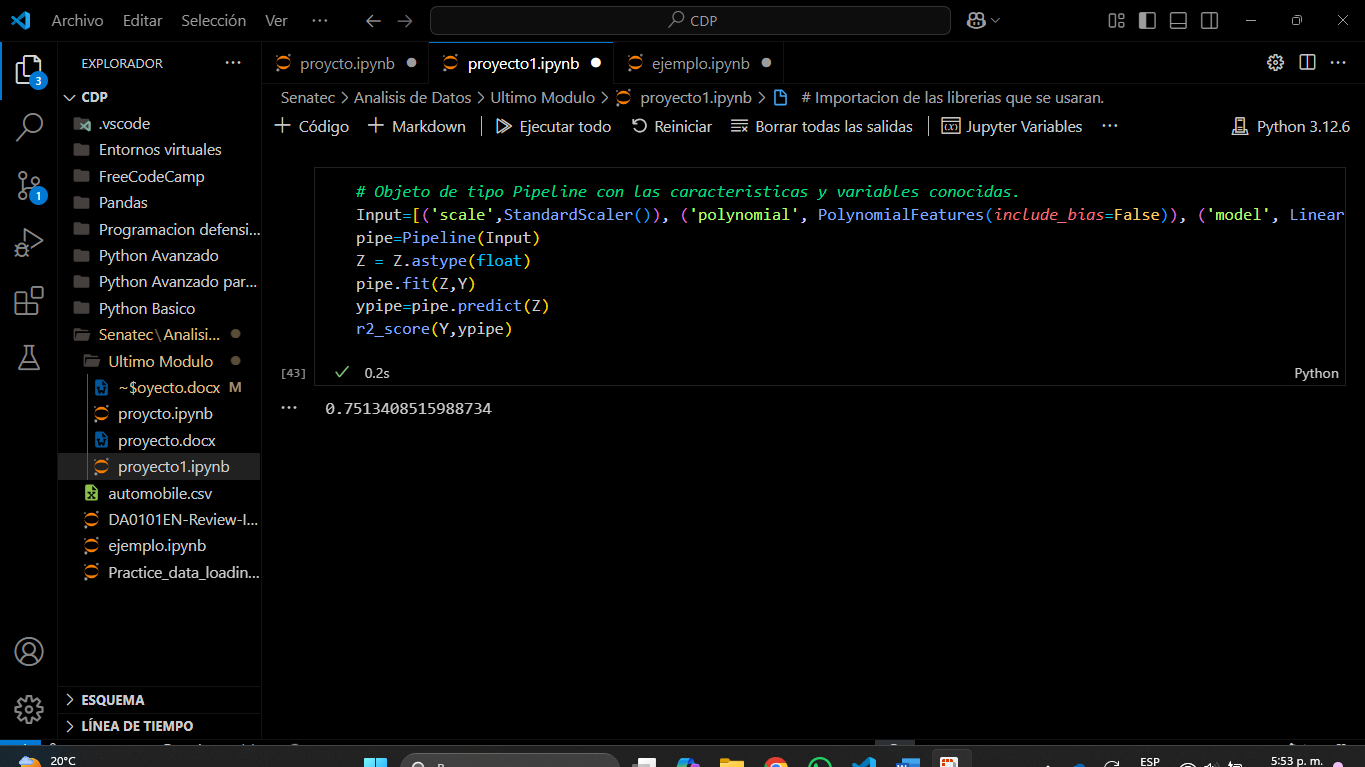 Archivo Editar Selección Ver ··· CDP
EXPLORADOR ···
CDP
.vscode
Entornos virtuales
FreeCodeCamp
Pandas
Programacion defensi...
Python Avanzado
Python Avanzado par...
Python Basico
Senatec\Analisi...
Ultimo Modulo
~$oyecto.docx M
proycto.ipynb
proyecto.docx
proyecto1.ipynb
automobile.csv
DA0101EN-Review-I...
ejemplo.ipynb
Practice_data_loadin...
ESQUEMA
LÍNEA DE TIEMPO
3
1
proycto.ipynb proyecto1.ipynb ejemplo.ipynb
Senatec > Analisis de Datos > Ultimo Modulo > proyecto1.ipynb > # Importacion de las librerias que se usaran.
+ Código + Markdown Ejecutar todo Reiniciar Borrar todas las salidas Jupyter Variables ··· Python 3.12.6
# Objeto de tipo Pipeline con las caracteristicas y variables conocidas.
Input=[('scale',StandardScaler()), ('polynomial', PolynomialFeatures(include_bias=False)), ('model', Linear
pipe=Pipeline(Input)
Z = Z.astype(float)
pipe.fit(Z,Y)
ypipe=pipe.predict(Z)
r2_score(Y,ypipe)
[43] 0.2s Python
··· 0.7513408515988734
20°C ESP 5:53 p. m.